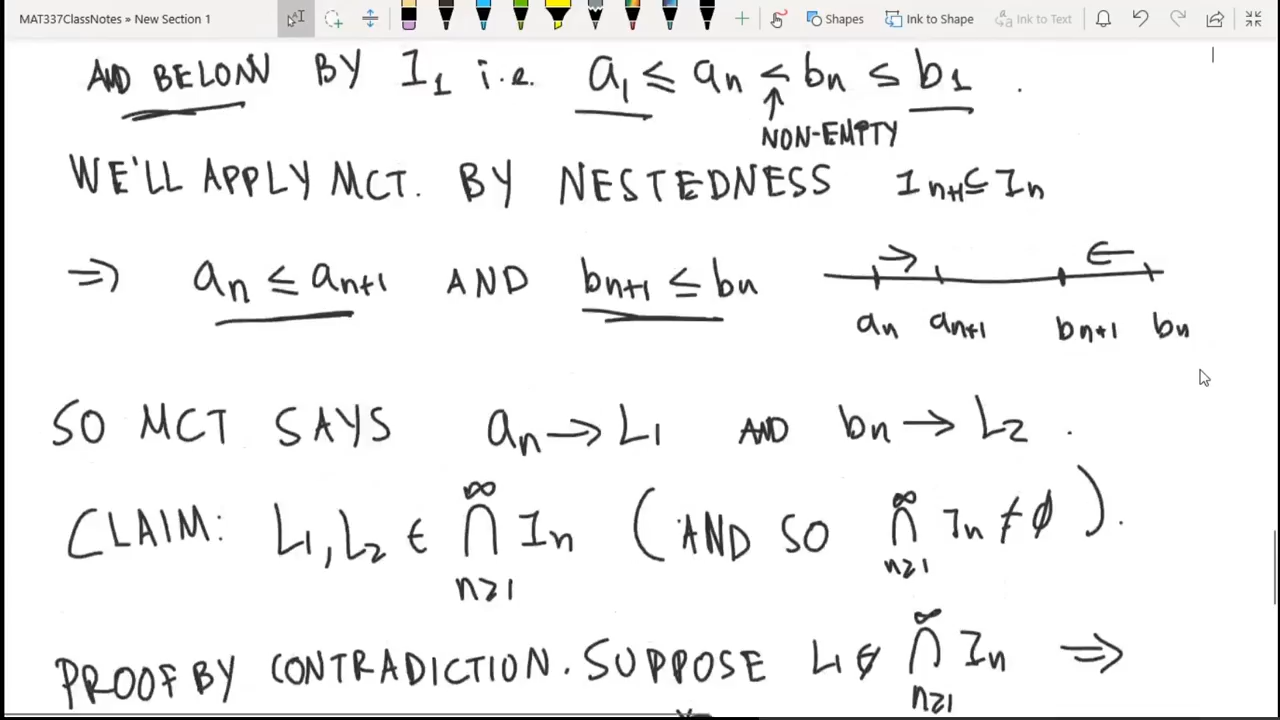 MAT337ClassNotes » New Section 1
Shapes Ink to Shape Ink to Text
AND BELOW BY I₁ i.e. a₁ ≤ aₙ ≤ bₙ ≤ b₁ .
↑
NON-EMPTY
WE'LL APPLY MCT. BY NESTEDNESS Iₙ₊₁ ⊆ Iₙ
⇒ aₙ ≤ aₙ₊₁ AND bₙ₊₁ ≤ bₙ → ←
aₙ aₙ₊₁ bₙ₊₁ bₙ
SO MCT SAYS aₙ → L₁ AND bₙ → L₂ .
CLAIM: L₁, L₂ ∈ ⋂_{n≥1}^{∞} Iₙ (AND SO ⋂_{n≥1}^{∞} Iₙ ≠ ∅).
PROOF BY CONTRADICTION. SUPPOSE L₁ ∉ ⋂_{n≥1}^{∞} Iₙ ⇒